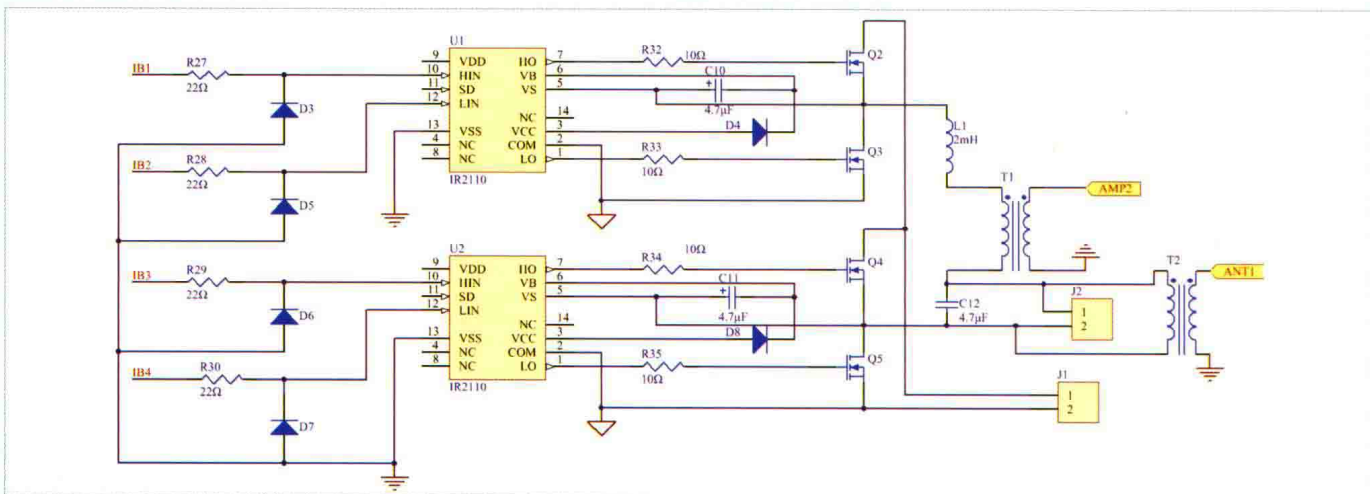 U1
IB1
R27
22Ω
D3
IB2
R28
22Ω
D5
9
10
11
12
13
4
8
VDD
HIN
SD
LIN
VSS
NC
NC
HO
VB
VS
NC
VCC
COM
LO
7
6
5
14
3
2
1
IR2110
R32
10Ω
C10
+
4.7μF
D4
R33
10Ω
Q2
Q3
L1
2mH
T1
AMP2
U2
IB3
R29
22Ω
D6
IB4
R30
22Ω
D7
9
10
11
12
13
4
8
VDD
HIN
SD
LIN
VSS
NC
NC
HO
VB
VS
NC
VCC
COM
LO
7
6
5
14
3
2
1
IR2110
R34
10Ω
C11
+
4.7μF
D8
R35
10Ω
Q4
Q5
C12
4.7μF
J2
1
2
T2
ANT1
J1
1
2